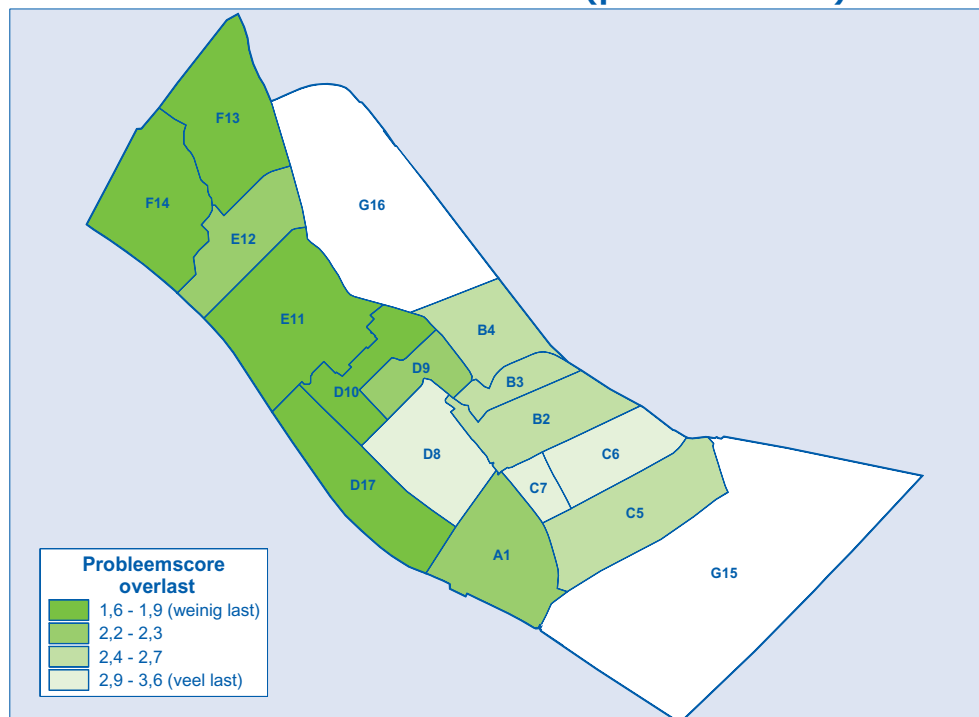 F13
F14
G16
E12
E11
B4
D9
B3
D10
B2
D8
C6
D17
C7
C5
A1
G15
Probleemscore
overlast
1,6 - 1,9 (weinig last)
2,2 - 2,3
2,4 - 2,7
2,9 - 3,6 (veel last)